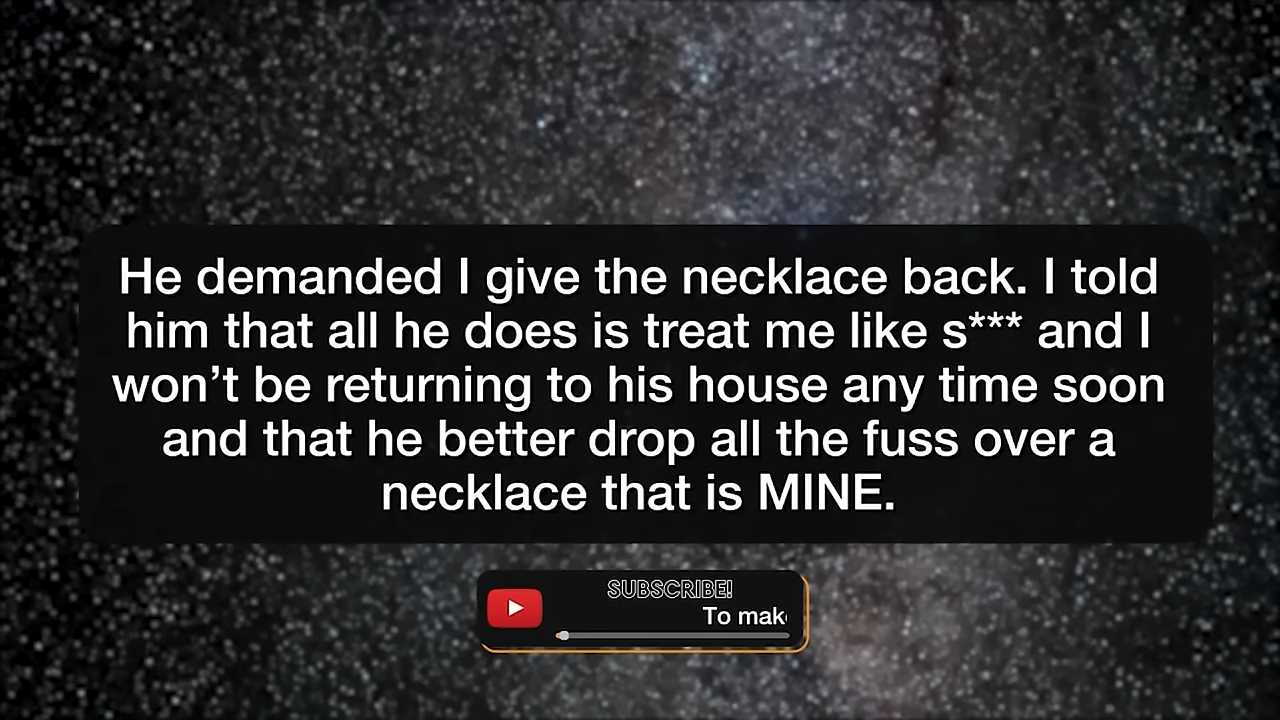 He demanded I give the necklace back. I told
him that all he does is treat me like s*** and I
won’t be returning to his house any time soon
and that he better drop all the fuss over a
necklace that is MINE.
SUBSCRIBE!
To mak